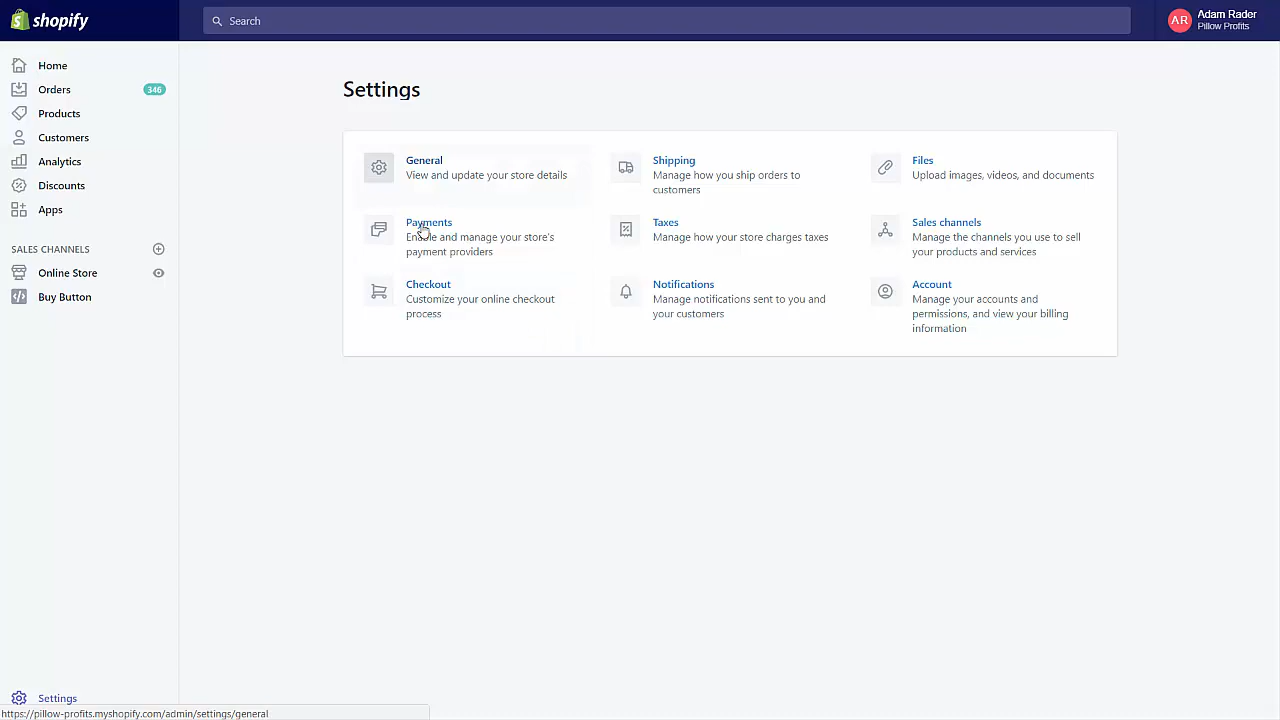 shopify
Search
AR
Adam Rader
Pillow Profits
Home
Orders
346
Products
Customers
Analytics
Discounts
Apps
SALES CHANNELS
Online Store
Buy Button
Settings
Settings
General
View and update your store details
Payments
Enable and manage your store's
payment providers
Checkout
Customize your online checkout
process
Shipping
Manage how you ship orders to
customers
Taxes
Manage how your store charges taxes
Notifications
Manage notifications sent to you and
your customers
Files
Upload images, videos, and documents
Sales channels
Manage the channels you use to sell
your products and services
Account
Manage your accounts and
permissions, and view your billing
information
https://pillow-profits.myshopify.com/admin/settings/general